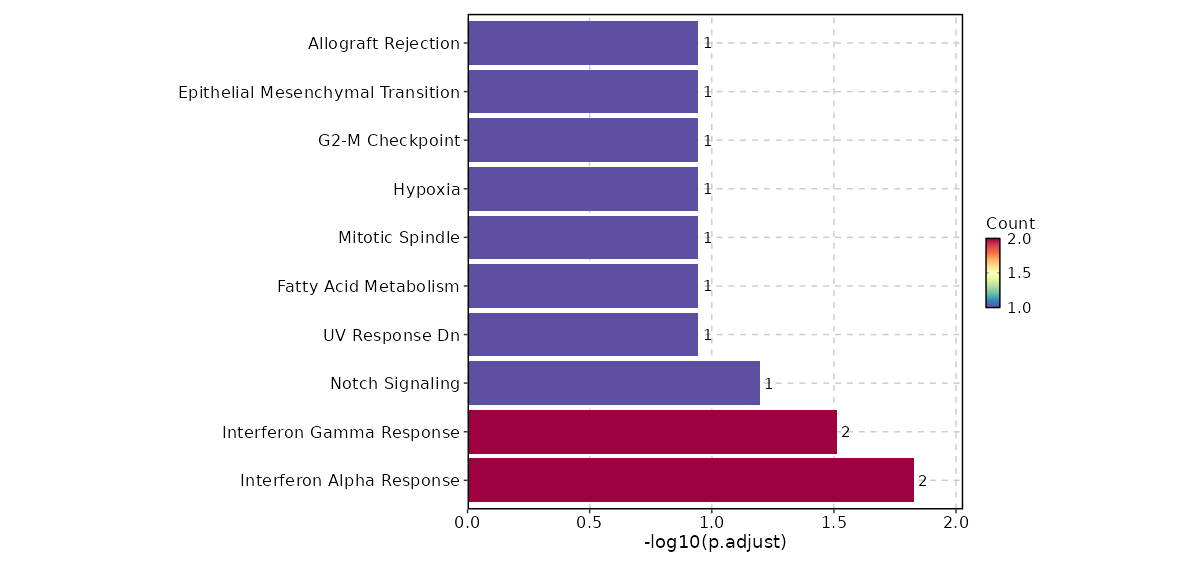 Allograft Rejection 1
Epithelial Mesenchymal Transition 1
G2-M Checkpoint 1
Hypoxia 1
Mitotic Spindle 1
Fatty Acid Metabolism 1
UV Response Dn 1
Notch Signaling 1
Interferon Gamma Response 2
Interferon Alpha Response 2
0.0 0.5 1.0 1.5 2.0
-log10(p.adjust)
Count
2.0
1.5
1.0